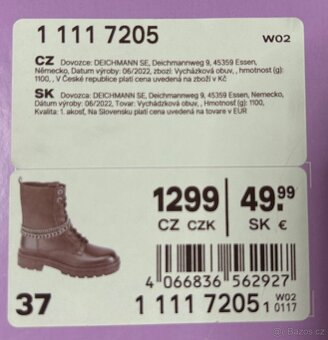 1 111 7205 W02
CZ Dovozce: DEICHMANN SE, Deichmannweg 9, 45359 Essen,
Německo, Datum výroby: 06/2022, zbozi: Vycházková obuv, , hmotnost (g):
1100, , V České republice platí cena uvedená na zboží v Kč
SK Dovozca: DEICHMANN SE, Deichmannweg 9, 45359 Essen, Nemecko,
Dátum výroby: 06/2022, Tovar: Vychádzková obuv, , Hmotnosť (g): 1100,
Kvalita: 1. akosť, Na Slovensku platí cena uvedená na tovare v EUR
1299 49.99
CZ CZK SK €
4 066836 562927
37 1 111 7205 W02
1 0117
Bazos.cz